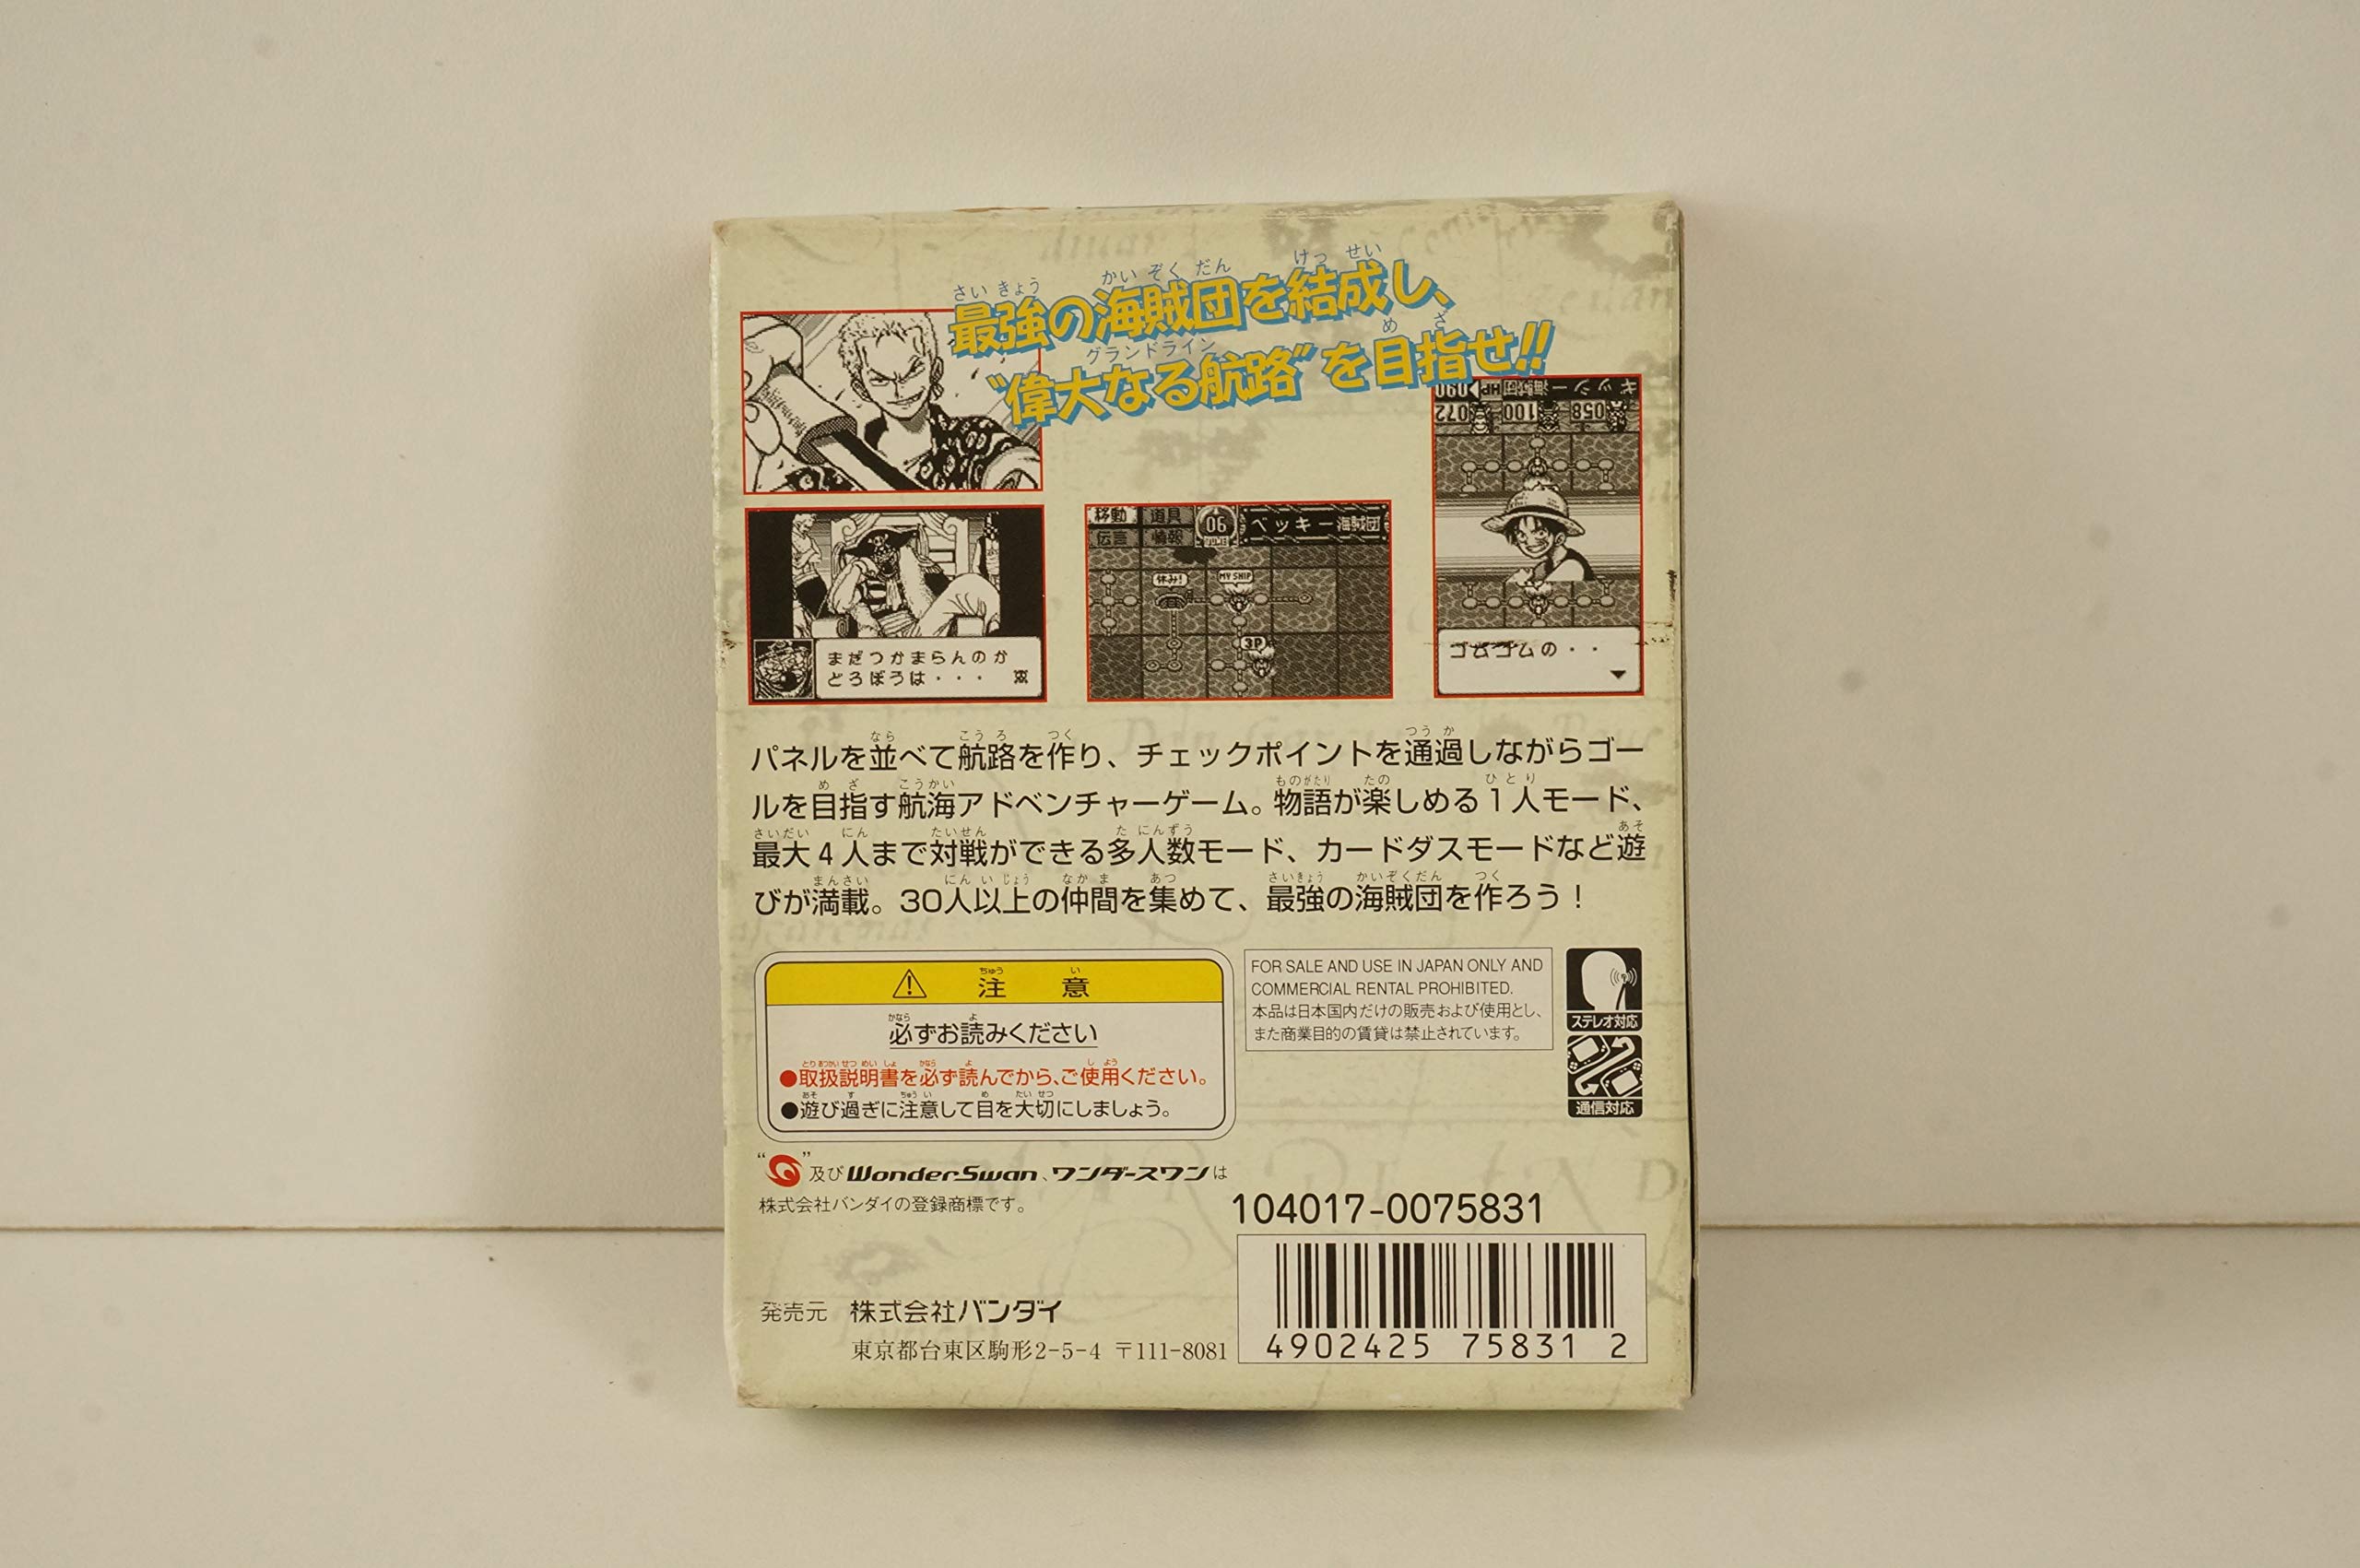 最強の海賊団を結成し、
“偉大なる航路”を目指せ!!
まだつかまらんのか
どろぼうは・・・
移動 道具 06 ベッキー海賊団
伝言 情報
休み! MY SHIP
3P
072 100 058
ゴムゴムの・・
パネルを並べて航路を作り、チェックポイントを通過しながらゴー
ルを目指す航海アドベンチャーゲーム。物語が楽しめる1人モード、
最大4人まで対戦ができる多人数モード、カードダスモードなど遊
びが満載。30人以上の仲間を集めて、最強の海賊団を作ろう!
注意
必ずお読みください
●取扱説明書を必ず読んでから、ご使用ください。
●遊び過ぎに注意して目を大切にしましょう。
FOR SALE AND USE IN JAPAN ONLY AND
COMMERCIAL RENTAL PROHIBITED.
本品は日本国内だけの販売および使用とし、
また商業目的の賃貸は禁止されています。
ステレオ対応
通信対応
“ ”及びWonderSwan、ワンダースワンは
株式会社バンダイの登録商標です。
104017-0075831
発売元 株式会社バンダイ
東京都台東区駒形2-5-4 〒111-8081
4902425 75831 2